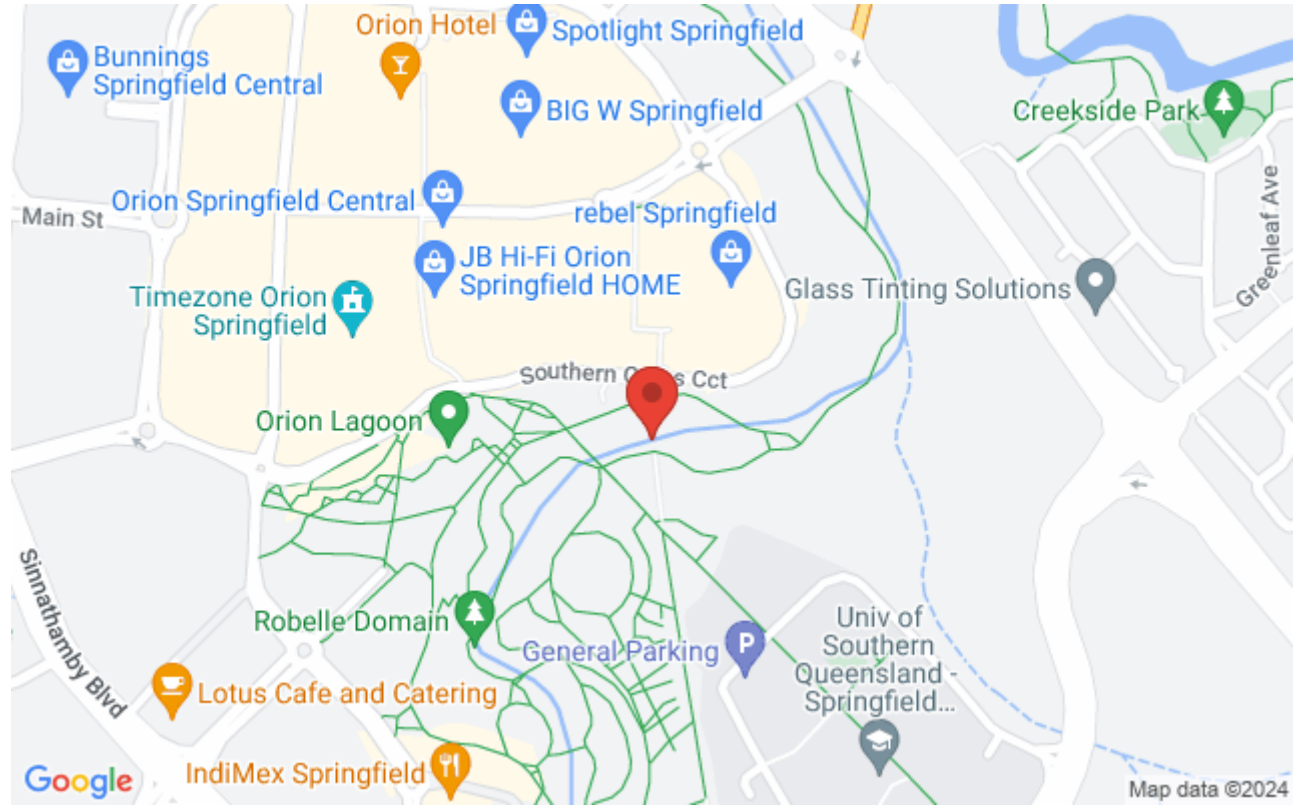 Orion Hotel
Spotlight Springfield
Bunnings
Springfield Central
BIG W Springfield
Creekside Park
Orion Springfield Central
Main St
rebel Springfield
Greenleaf Ave
JB Hi-Fi Orion
Springfield HOME
Timezone Orion
Springfield
Glass Tinting Solutions
Southern Cct
Orion Lagoon
Sinnathamby Blvd
Robelle Domain
P
General Parking
Univ of
Southern
Queensland -
Springfield...
Lotus Cafe and Catering
IndiMex Springfield
Google
Map data ©2024